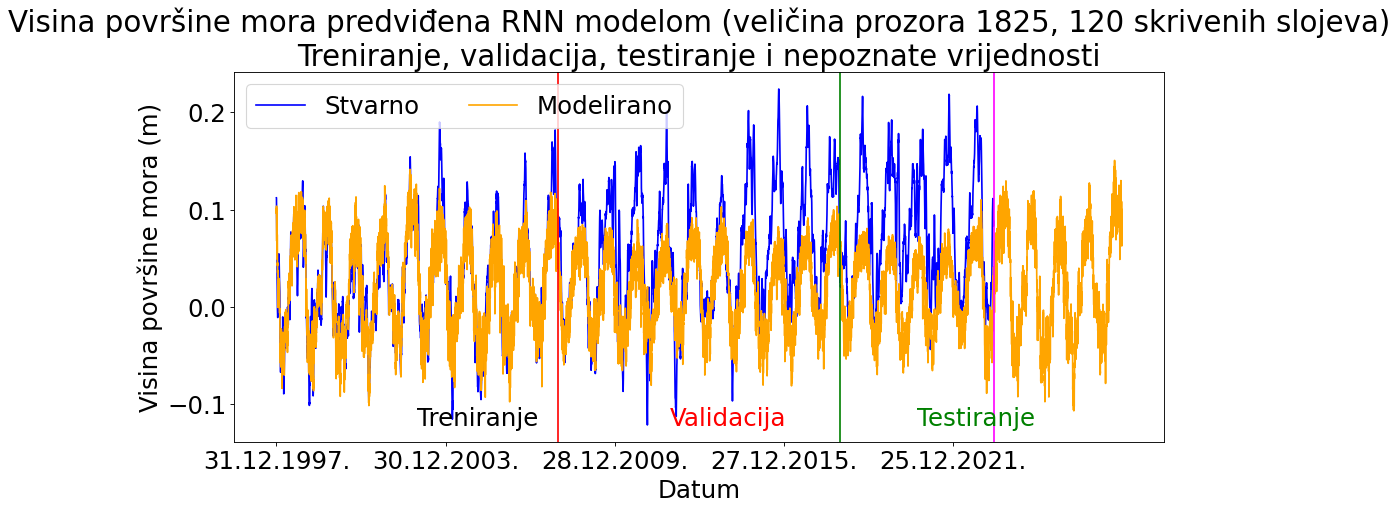 Visina površine mora predviđena RNN modelom (veličina prozora 1825, 120 skrivenih slojeva)
Treniranje, validacija, testiranje i nepoznate vrijednosti
Stvarno
Modelirano
Visina površine mora (m)
0.2
0.1
0.0
−0.1
Treniranje
Validacija
Testiranje
31.12.1997.
30.12.2003.
28.12.2009.
27.12.2015.
25.12.2021.
Datum